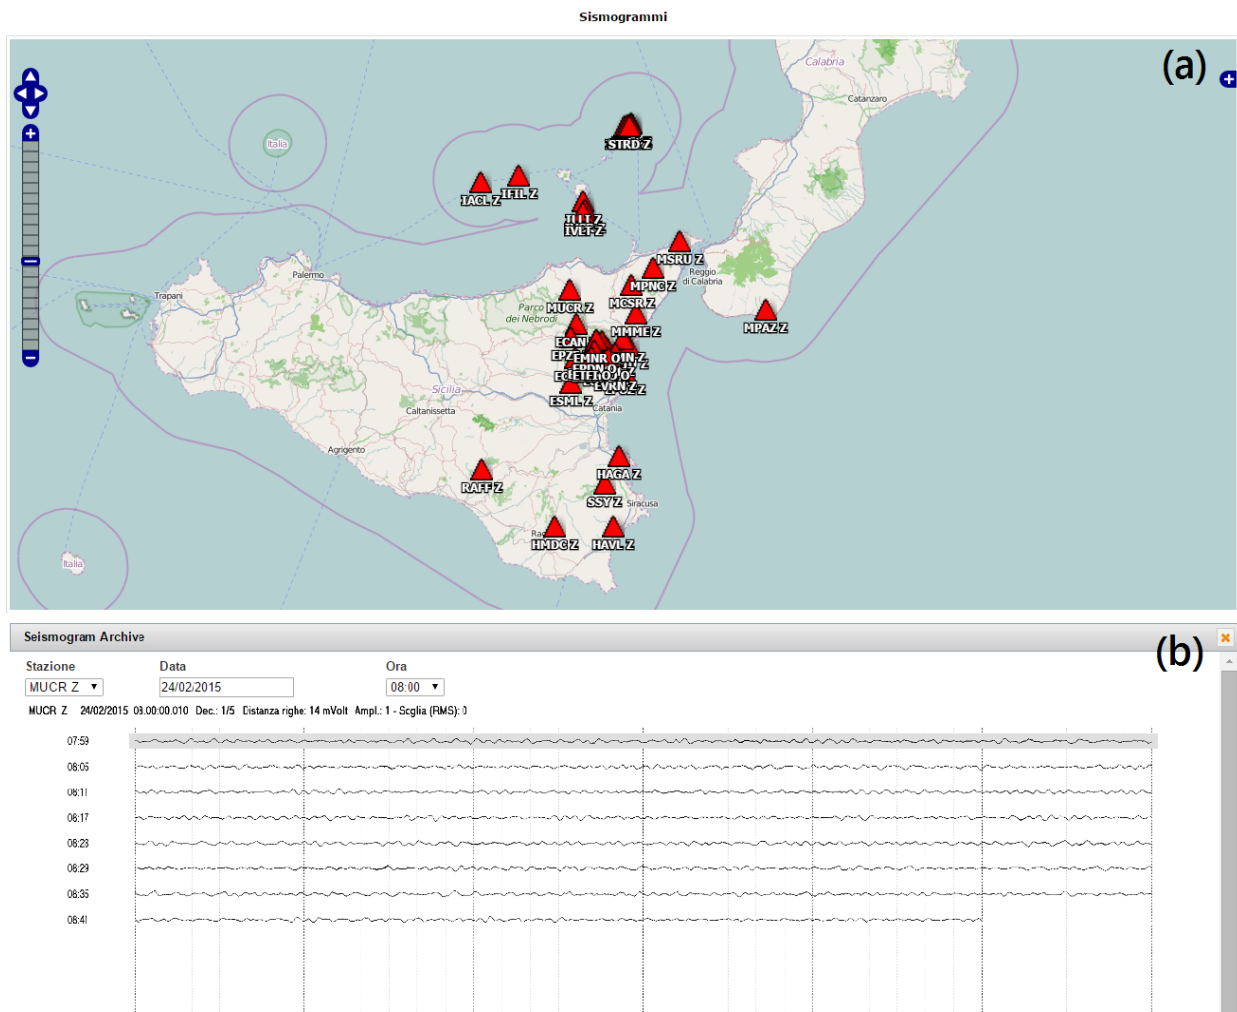 Sismogrammi
(a)
Calabria
Catanzaro
Italia
STRD Z
IACL Z
IFIL Z
IVLT Z
MSRU Z
Reggio
di Calabria
MPNC Z
MCSR Z
Palermo
Trapani
MUCR Z
Parco
dei Nebrodi
MMME Z
MPAZ Z
ECAN
EMNR
EVRN Z
Sicilia
ESML Z
Catania
Caltanissetta
Agrigento
HAGA Z
RAFF Z
SSY Z
Siracusa
HMDC Z
HAVL Z
Italia
Seismogram Archive
(b)
Stazione Data Ora
MUCR Z 24/02/2015 08:00
MUCR Z 24/02/2015 08.00:00.010 Dec.: 1/5 Distanza righe: 14 mVolt Ampl.: 1 - Soglia (RMS): 0
07:59
08:05
08:11
08:17
08:23
08:29
08:35
08:41